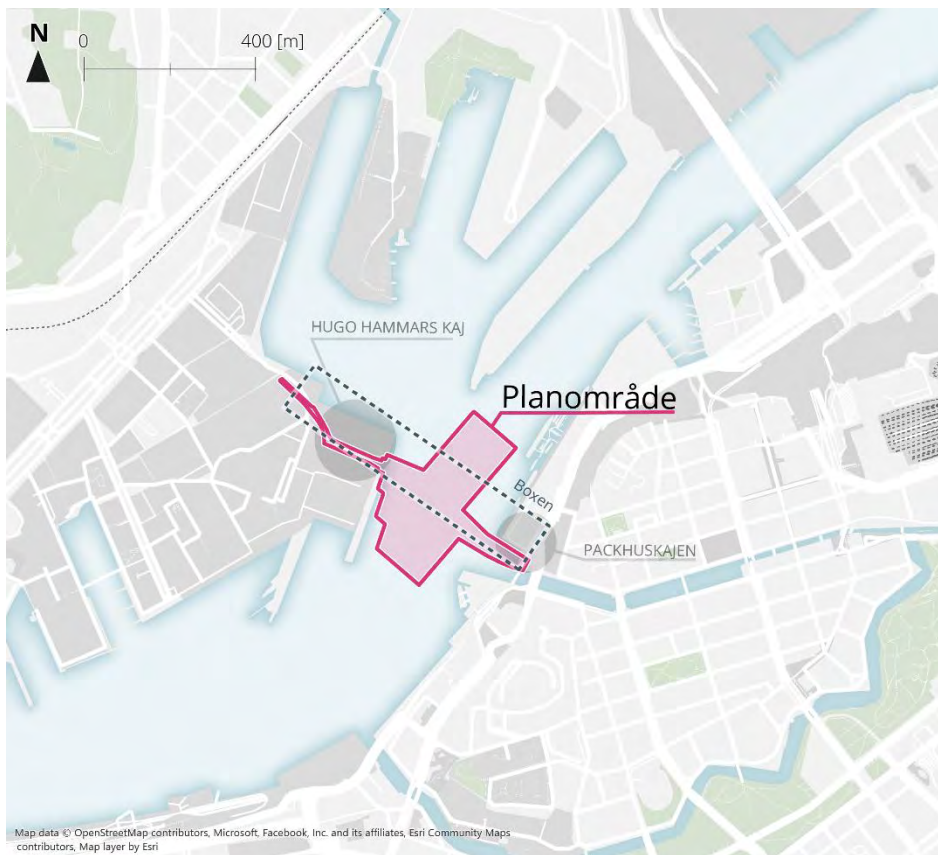 N
0 400 [m]
HUGO HAMMARS KAJ
Planområde
Boxen
PACKHUSKAJEN
Map data © OpenStreetMap contributors, Microsoft, Facebook, Inc. and its affiliates, Esri Community Maps
contributors, Map layer by Esri